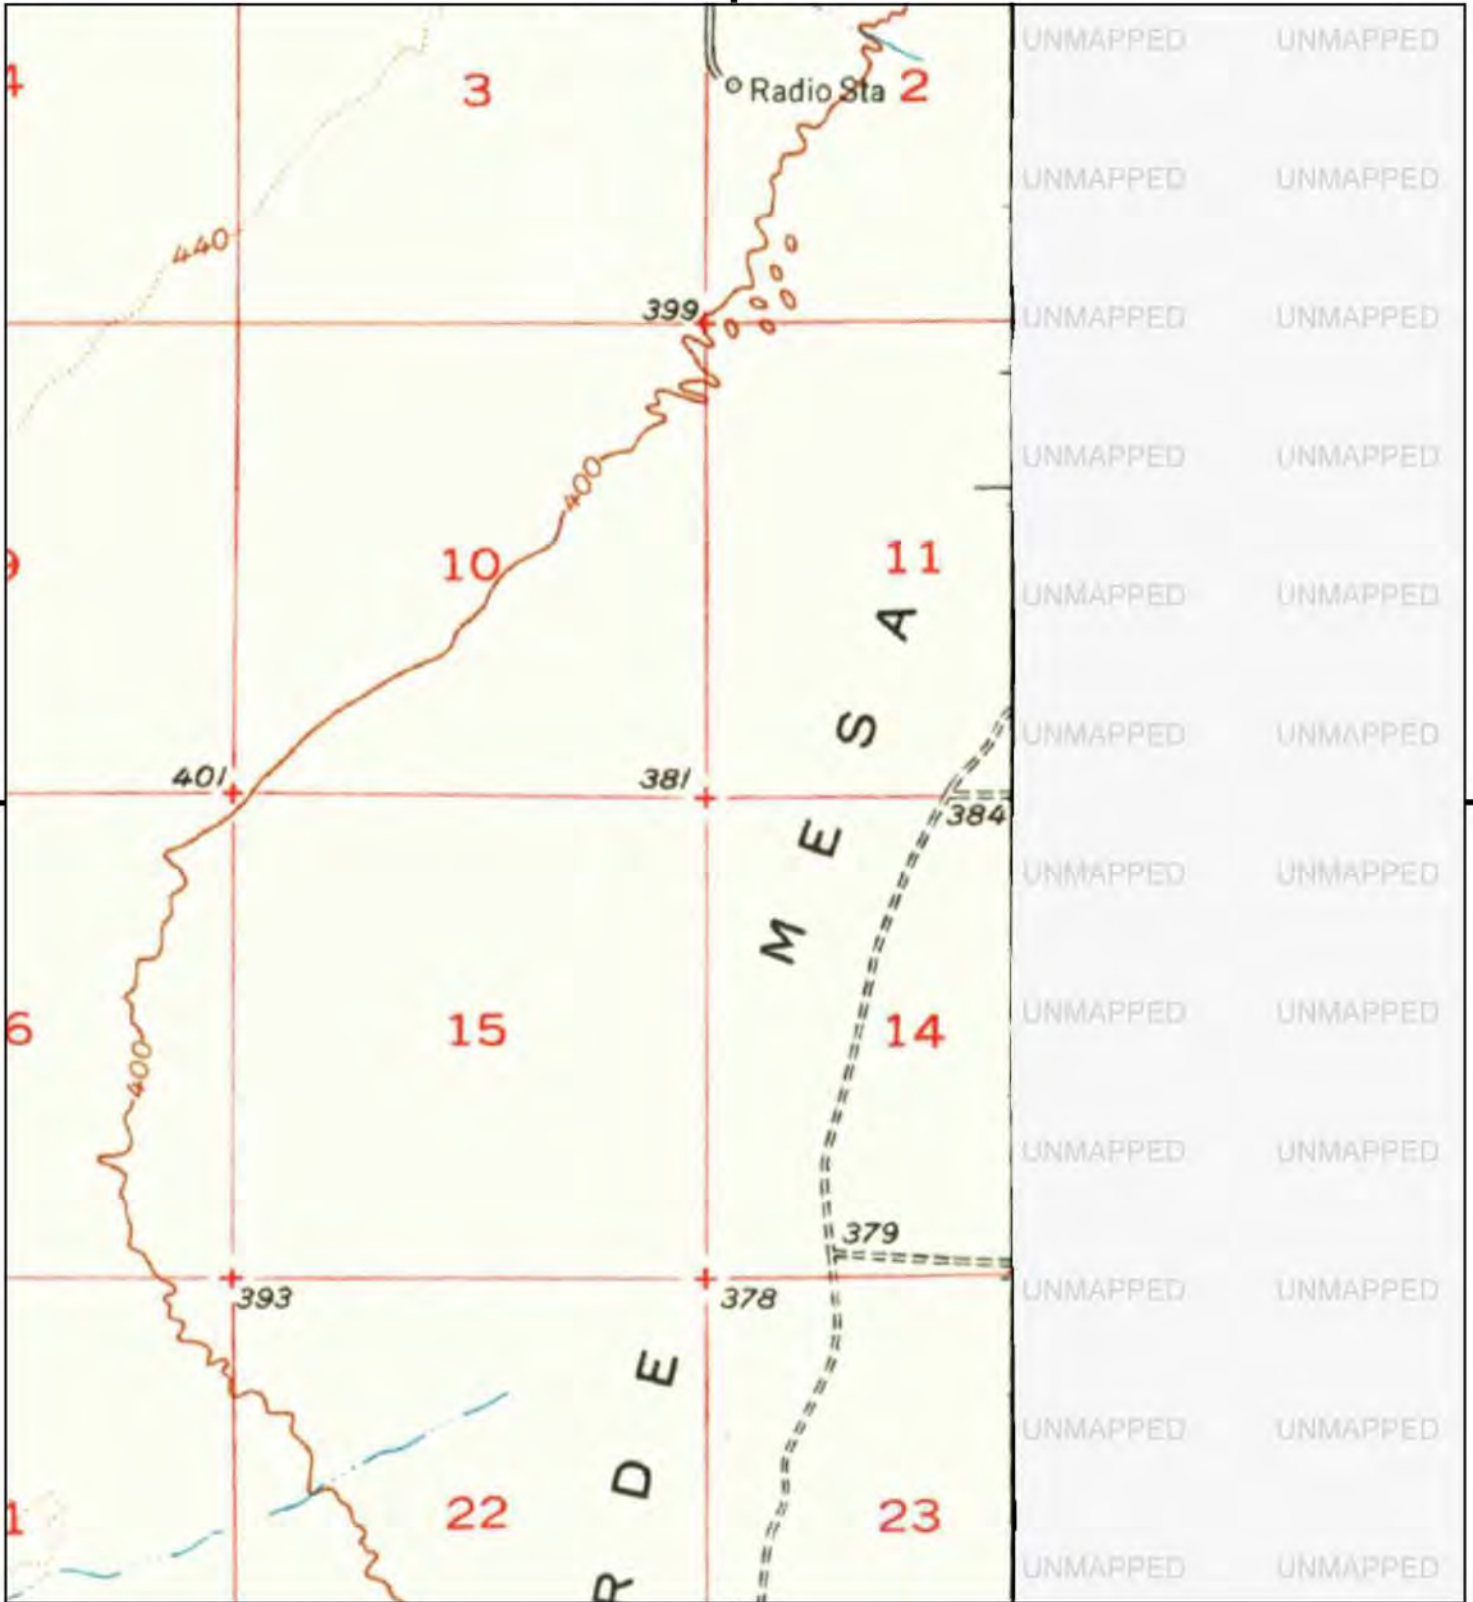 UNMAPPED UNMAPPED
4 3 Radio Sta 2
UNMAPPED UNMAPPED
440
399 UNMAPPED UNMAPPED
400 UNMAPPED UNMAPPED
9 10 11
UNMAPPED UNMAPPED
A
S UNMAPPED UNMAPPED
401 381
384
E
UNMAPPED UNMAPPED
M
6 15 14 UNMAPPED UNMAPPED
400
UNMAPPED UNMAPPED
379
393 378 UNMAPPED UNMAPPED
E
UNMAPPED UNMAPPED
D
1 22 23
R UNMAPPED UNMAPPED